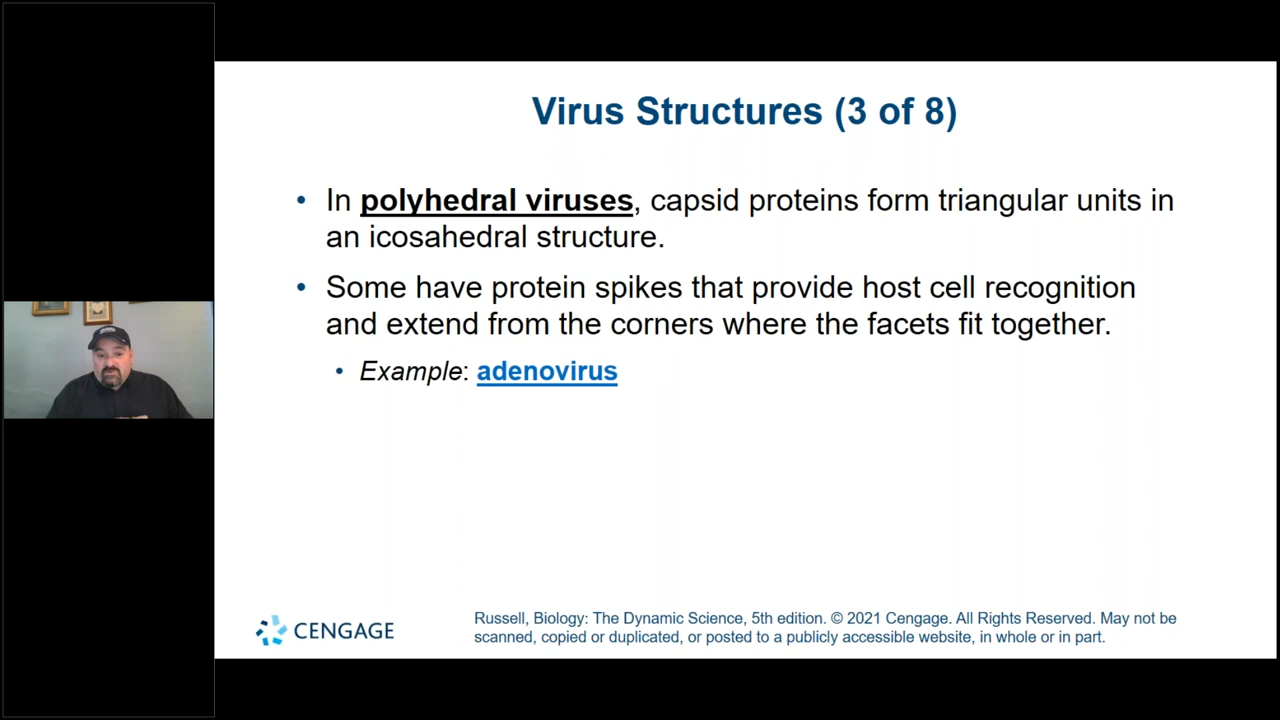 Virus Structures (3 of 8)
• In polyhedral viruses, capsid proteins form triangular units in
an icosahedral structure.
• Some have protein spikes that provide host cell recognition
and extend from the corners where the facets fit together.
• Example: adenovirus
CENGAGE
Russell, Biology: The Dynamic Science, 5th edition. © 2021 Cengage. All Rights Reserved. May not be
scanned, copied or duplicated, or posted to a publicly accessible website, in whole or in part.